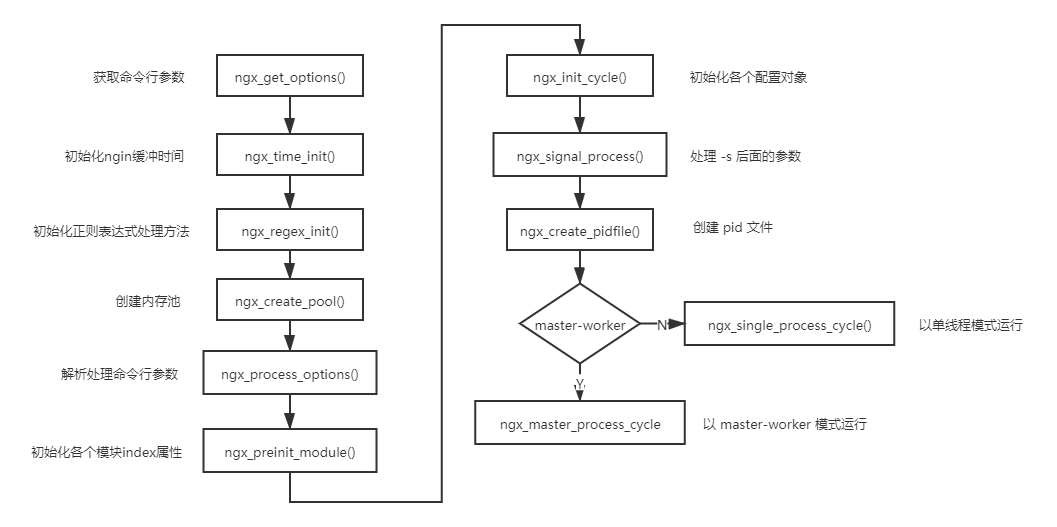 获取命令行参数
ngx_get_options()
初始化ngin缓冲时间
ngx_time_init()
初始化正则表达式处理方法
ngx_regex_init()
创建内存池
ngx_create_pool()
解析处理命令行参数
ngx_process_options()
初始化各个模块index属性
ngx_preinit_module()
ngx_init_cycle()
初始化各个配置对象
ngx_signal_process()
处理 -s 后面的参数
ngx_create_pidfile()
创建 pid 文件
master-worker
N
ngx_single_process_cycle()
以单线程模式运行
Y
ngx_master_process_cycle
以 master-worker 模式运行